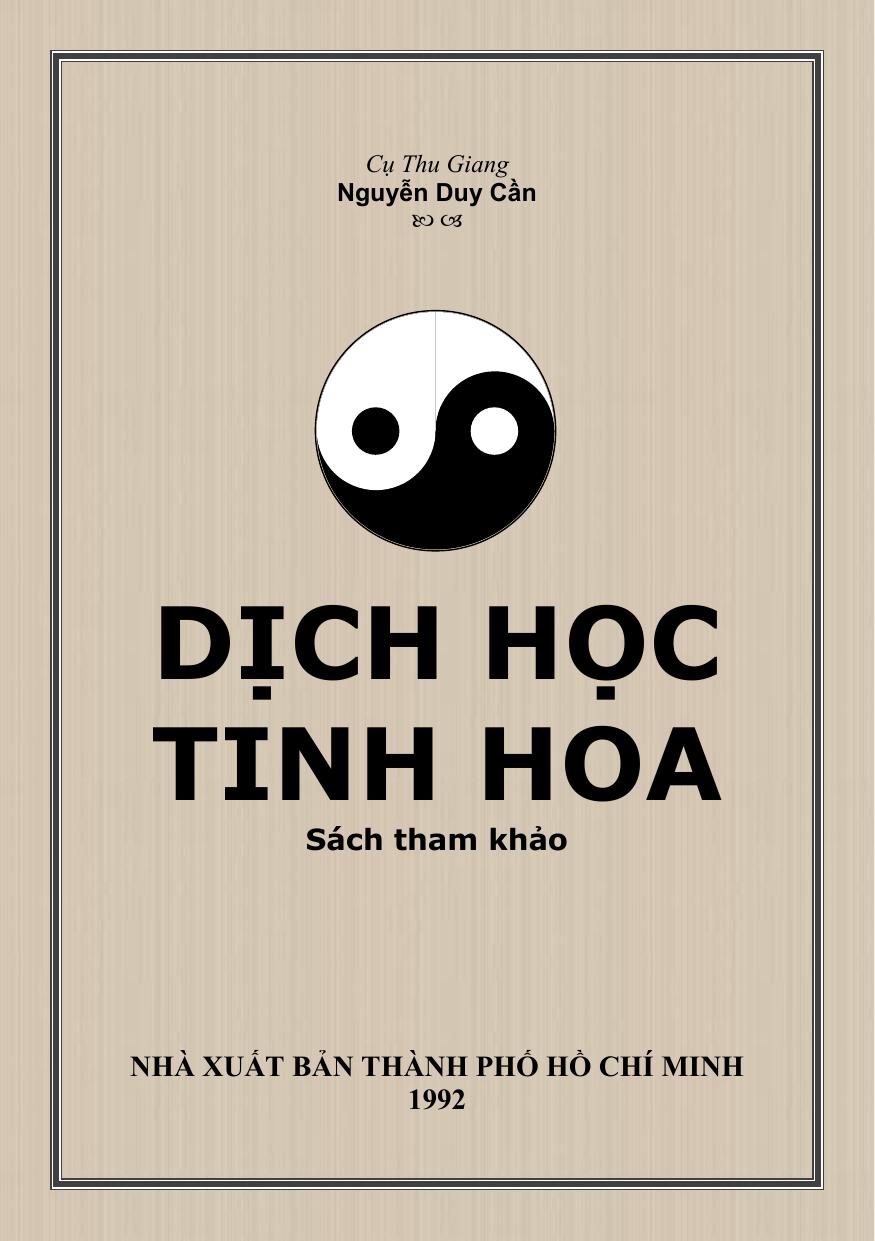 Cụ Thu Giang
Nguyễn Duy Cần
DỊCH HỌC
TINH HOA
Sách tham khảo
NHÀ XUẤT BẢN THÀNH PHỐ HỒ CHÍ MINH
1992